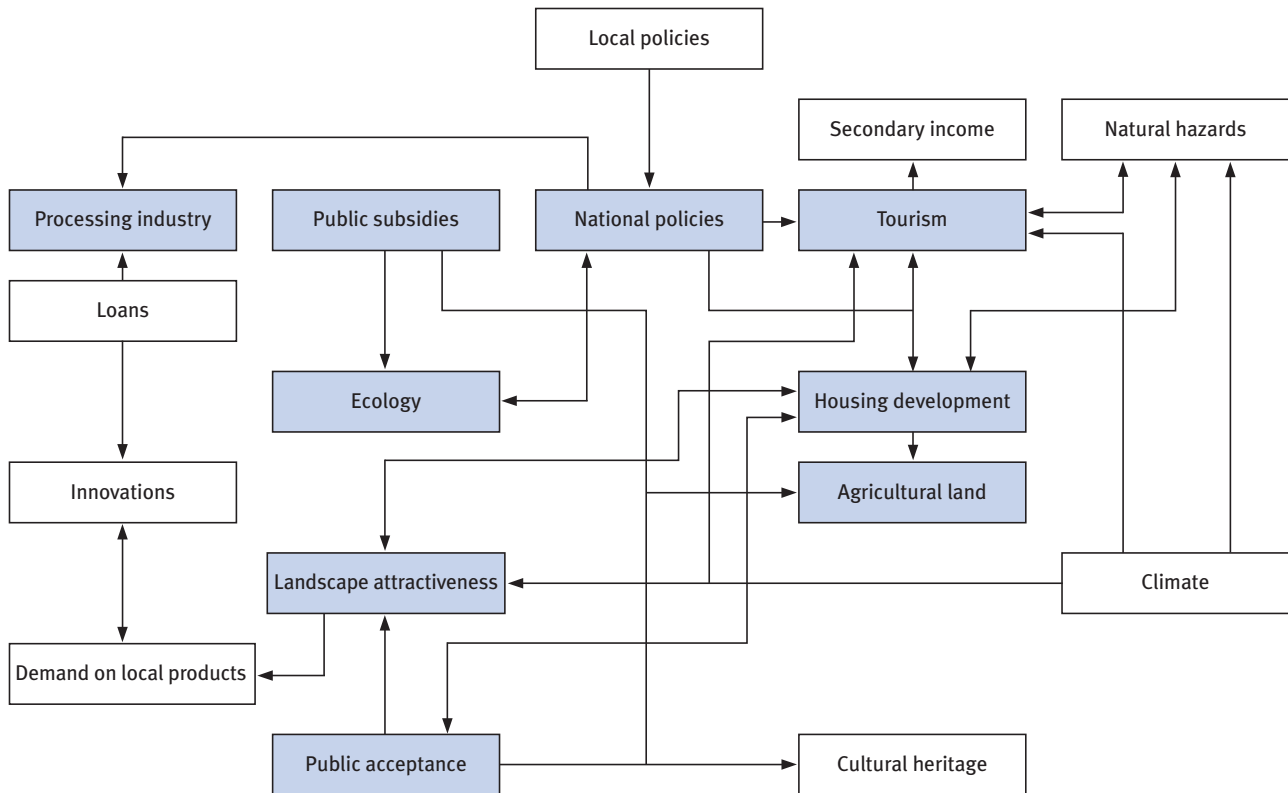 Local policies
Secondary income
Natural hazards
Processing industry
Public subsidies
National policies
Tourism
Loans
Ecology
Housing development
Innovations
Agricultural land
Landscape attractiveness
Climate
Demand on local products
Public acceptance
Cultural heritage